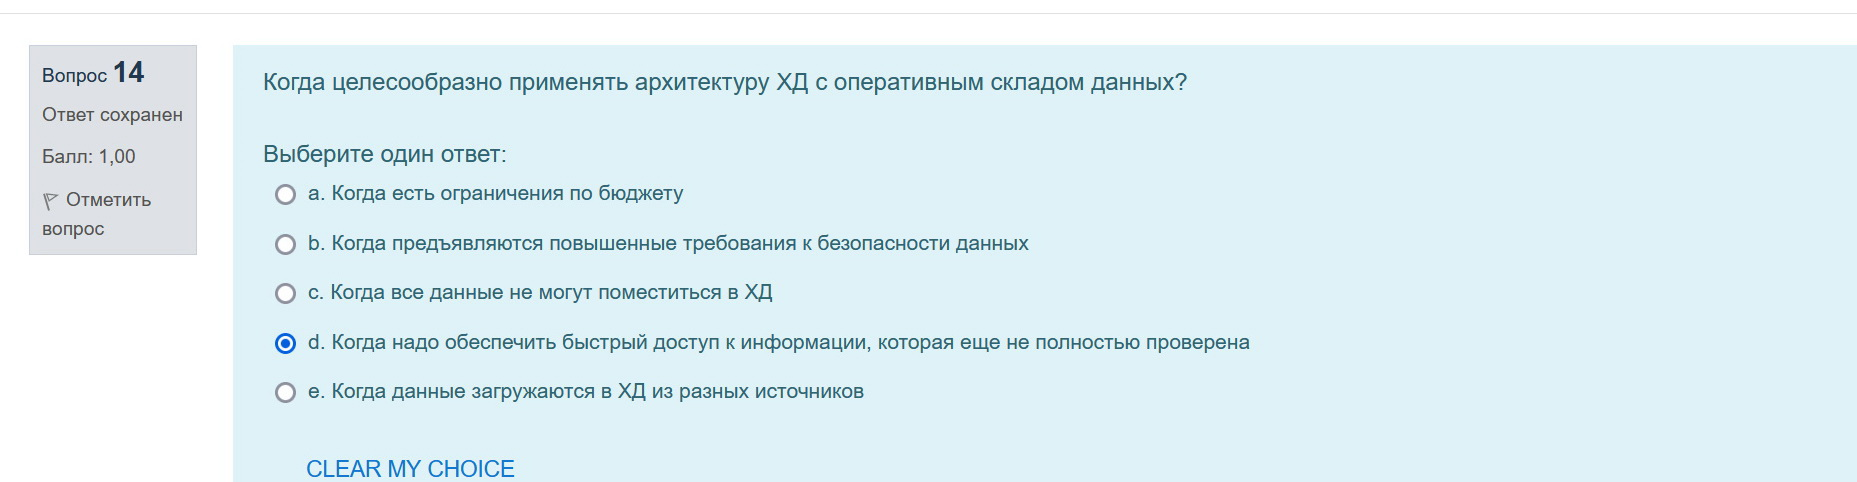 Вопрос 14
Ответ сохранен
Балл: 1,00
Отметить
вопрос
Когда целесообразно применять архитектуру ХД с оперативным складом данных?
Выберите один ответ:
a. Когда есть ограничения по бюджету
b. Когда предъявляются повышенные требования к безопасности данных
c. Когда все данные не могут поместиться в ХД
d. Когда надо обеспечить быстрый доступ к информации, которая еще не полностью проверена
e. Когда данные загружаются в ХД из разных источников
CLEAR MY CHOICE